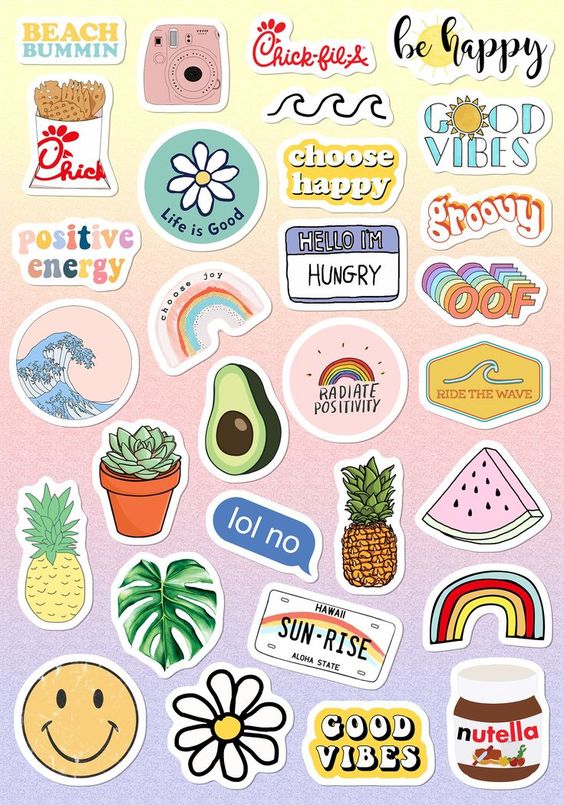 BEACH
BUMMIN
Chick-fil-A
be happy
Chick
Life is Good
choose
happy
GOOD
VIBES
positive
energy
HELLO I'M
HUNGRY
groovy
choose joy
OOF
RADIATE
POSITIVITY
RIDE THE WAVE
lol no
HAWAII
SUN-RISE
ALOHA STATE
GOOD
VIBES
nutella